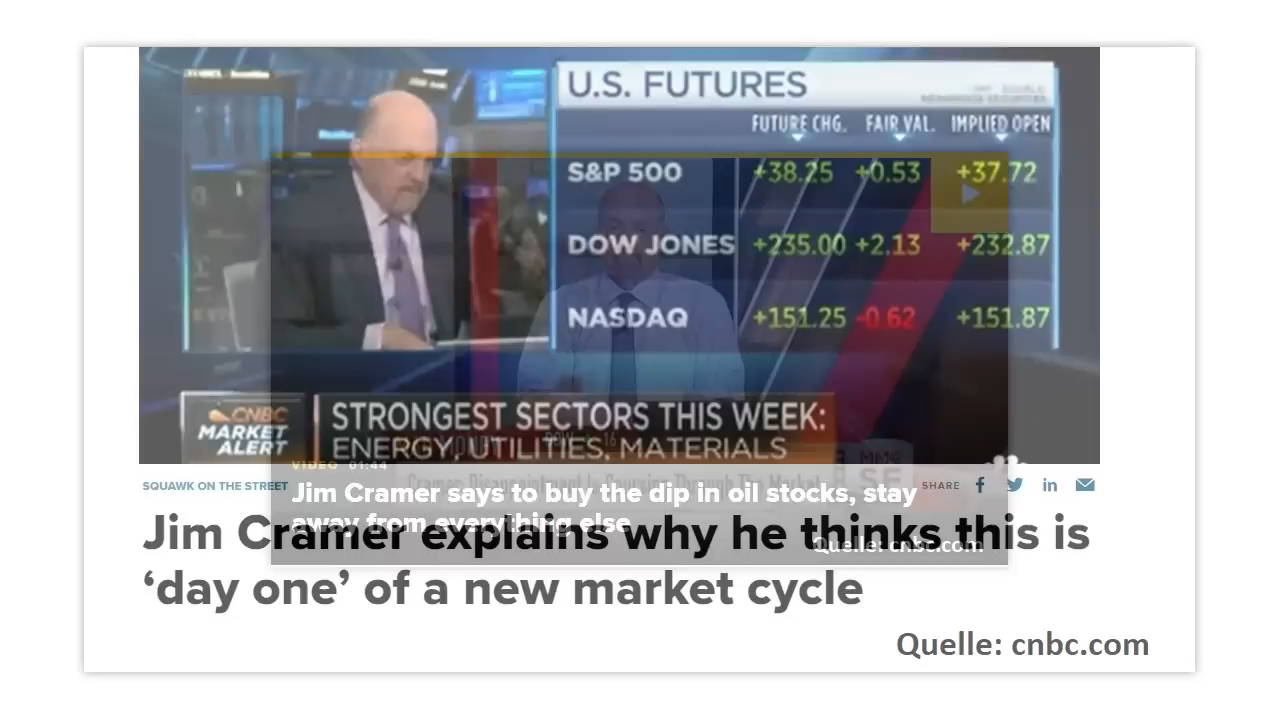 U.S. FUTURES
FUTURE CHG. FAIR VAL. IMPLIED OPEN
S&P 500 +38.25 +0.53 +37.72
DOW JONES +235.00 +2.13 +232.87
NASDAQ +151.25 -0.62 +151.87
CNBC
MARKET
ALERT
STRONGEST SECTORS THIS WEEK:
ENERGY, UTILITIES, MATERIALS
VIDEO 01:44
SQUAWK ON THE STREET
SHARE
Jim Cramer says to buy the dip in oil stocks, stay
away from everything else
Quelle: cnbc.com
Jim Cramer explains why he thinks this is
‘day one’ of a new market cycle
Quelle: cnbc.com